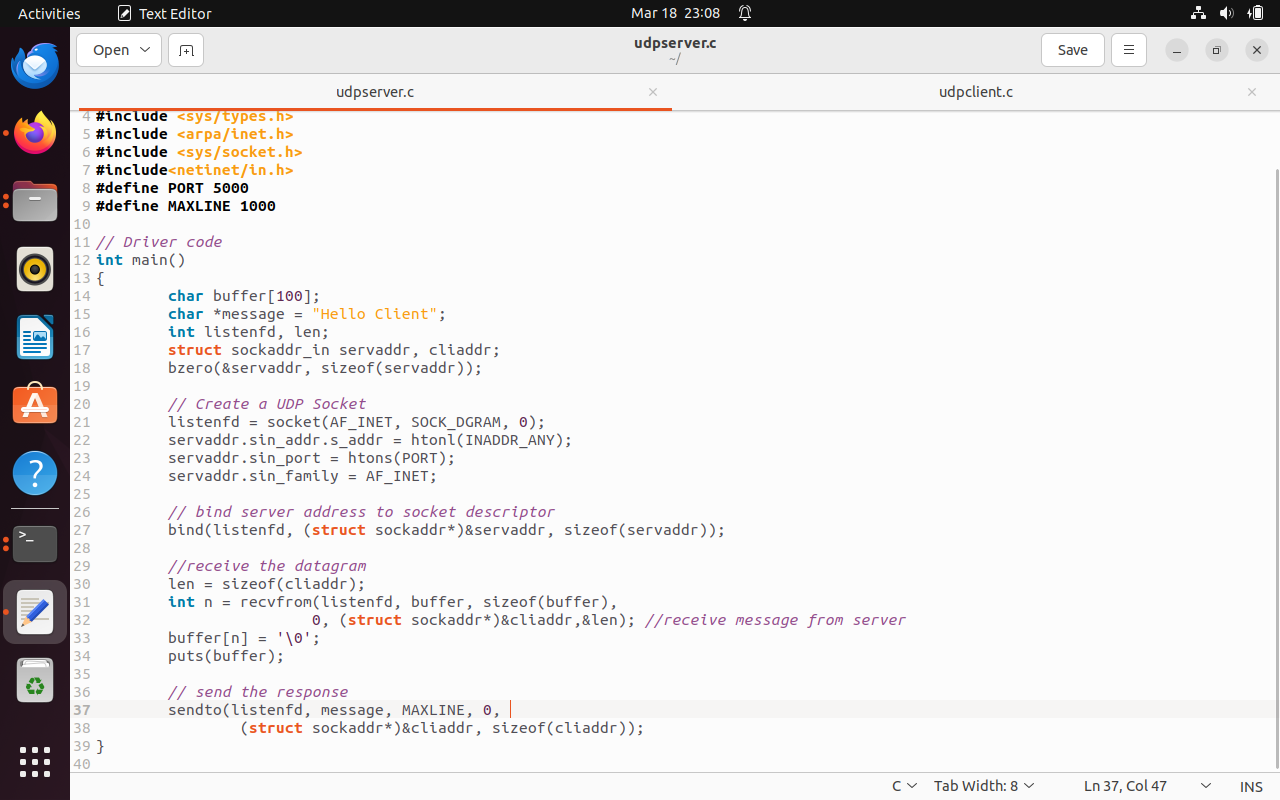 Activities Text Editor Mar 18 23:08
Open udpserver.c Save
~/
udpserver.c udpclient.c
4 #include <sys/types.h>
5 #include <arpa/inet.h>
6 #include <sys/socket.h>
7 #include<netinet/in.h>
8 #define PORT 5000
9 #define MAXLINE 1000
10
11 // Driver code
12 int main()
13 {
14         char buffer[100];
15         char *message = "Hello Client";
16         int listenfd, len;
17         struct sockaddr_in servaddr, cliaddr;
18         bzero(&servaddr, sizeof(servaddr));
19
20         // Create a UDP Socket
21         listenfd = socket(AF_INET, SOCK_DGRAM, 0);
22         servaddr.sin_addr.s_addr = htonl(INADDR_ANY);
23         servaddr.sin_port = htons(PORT);
24         servaddr.sin_family = AF_INET;
25
26         // bind server address to socket descriptor
27         bind(listenfd, (struct sockaddr*)&servaddr, sizeof(servaddr));
28
29         //receive the datagram
30         len = sizeof(cliaddr);
31         int n = recvfrom(listenfd, buffer, sizeof(buffer),
32                         0, (struct sockaddr*)&cliaddr,&len); //receive message from server
33         buffer[n] = '\0';
34         puts(buffer);
35
36         // send the response
37         sendto(listenfd, message, MAXLINE, 0,
38                 (struct sockaddr*)&cliaddr, sizeof(cliaddr));
39 }
40
C Tab Width: 8 Ln 37, Col 47 INS